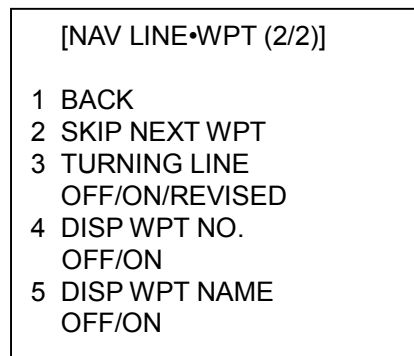 [NAV LINE•WPT (2/2)]
1 BACK
2 SKIP NEXT WPT
3 TURNING LINE
OFF/ON/REVISED
4 DISP WPT NO.
OFF/ON
5 DISP WPT NAME
OFF/ON